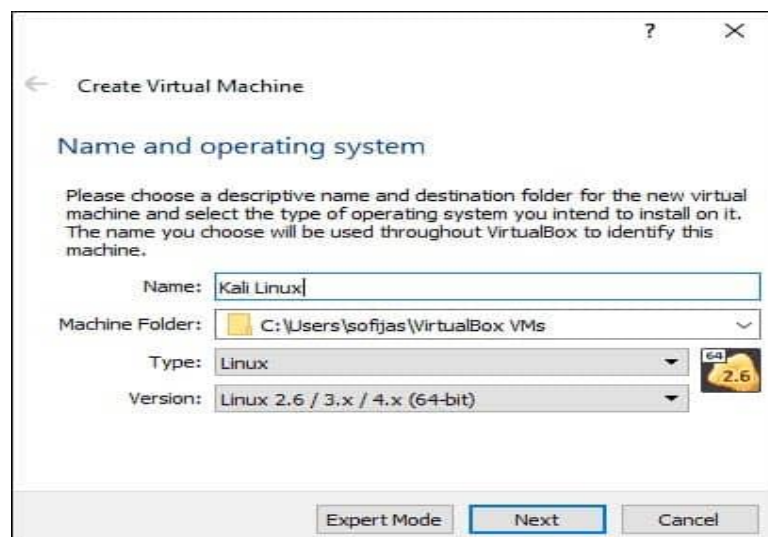 ?
Create Virtual Machine
Name and operating system
Please choose a descriptive name and destination folder for the new virtual
machine and select the type of operating system you intend to install on it.
The name you choose will be used throughout VirtualBox to identify this
machine.
Name: Kali Linux
Machine Folder: C:\Users\sofijas\VirtualBox VMs
Type: Linux
64
2.6
Version: Linux 2.6 / 3.x / 4.x (64-bit)
Expert Mode Next Cancel